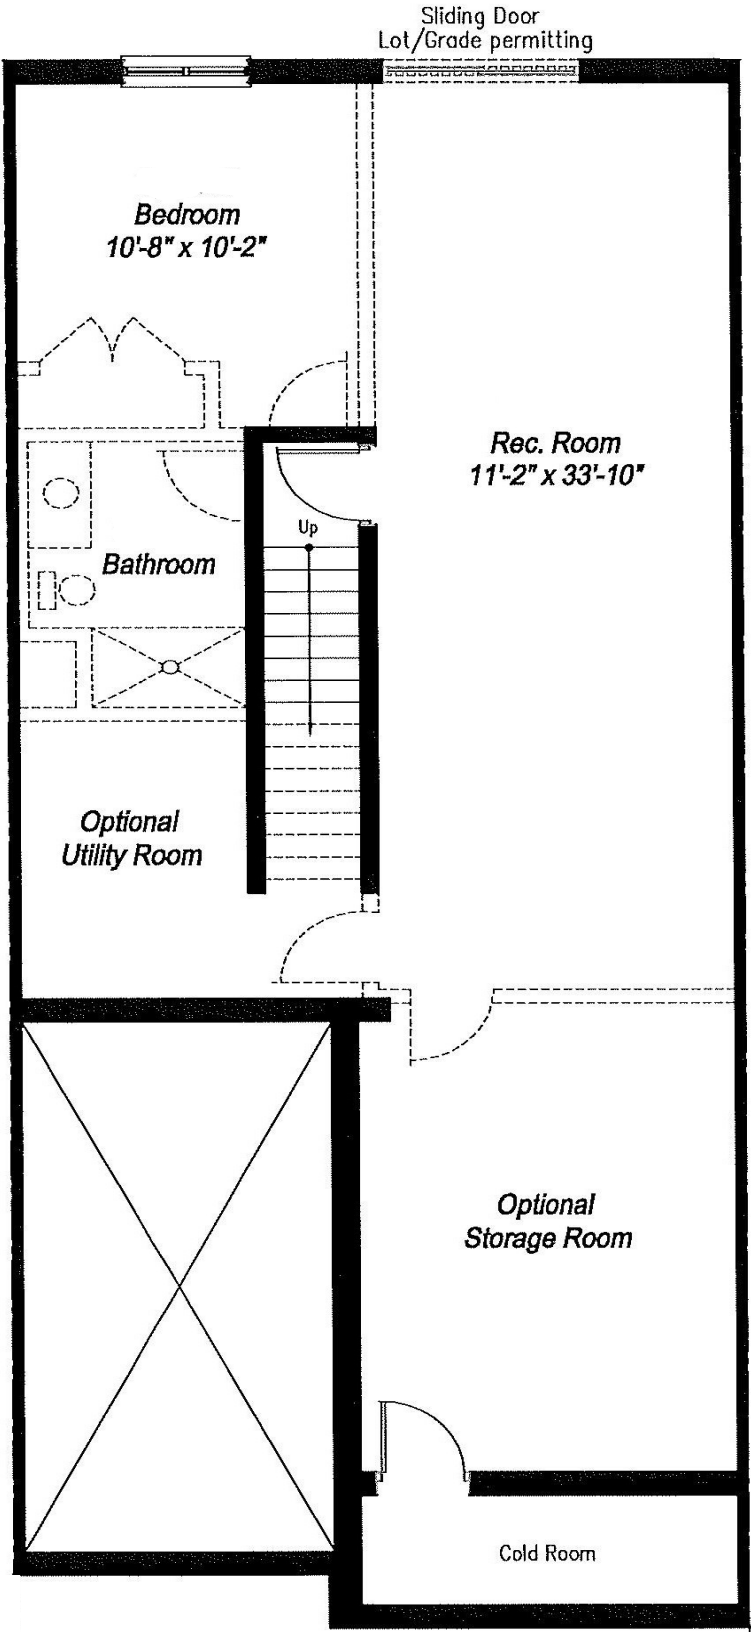 Sliding Door
Lot/Grade permitting
Bedroom
10'-8" x 10'-2"
Rec. Room
11'-2" x 33'-10"
Up
Bathroom
Optional
Utility Room
Optional
Storage Room
Cold Room